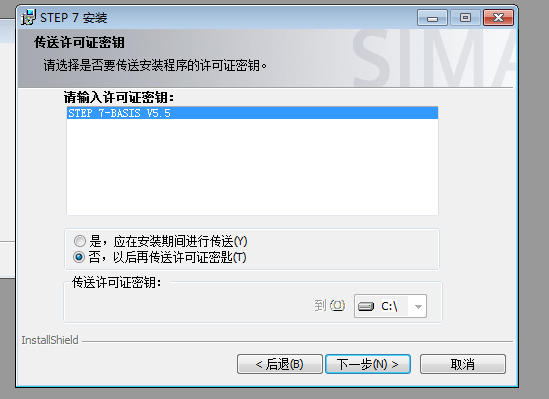 STEP 7 安装
传送许可证密钥
请选择是否要传送安装程序的许可证密钥。
SIMA
请输入许可证密钥：
STEP 7-BASIS V5.5
是，应在安装期间进行传送(Y)
否，以后再传送许可证密匙(T)
传送许可证密钥：
到(O) C:\
InstallShield
< 后退(B) 下一步(N) > 取消